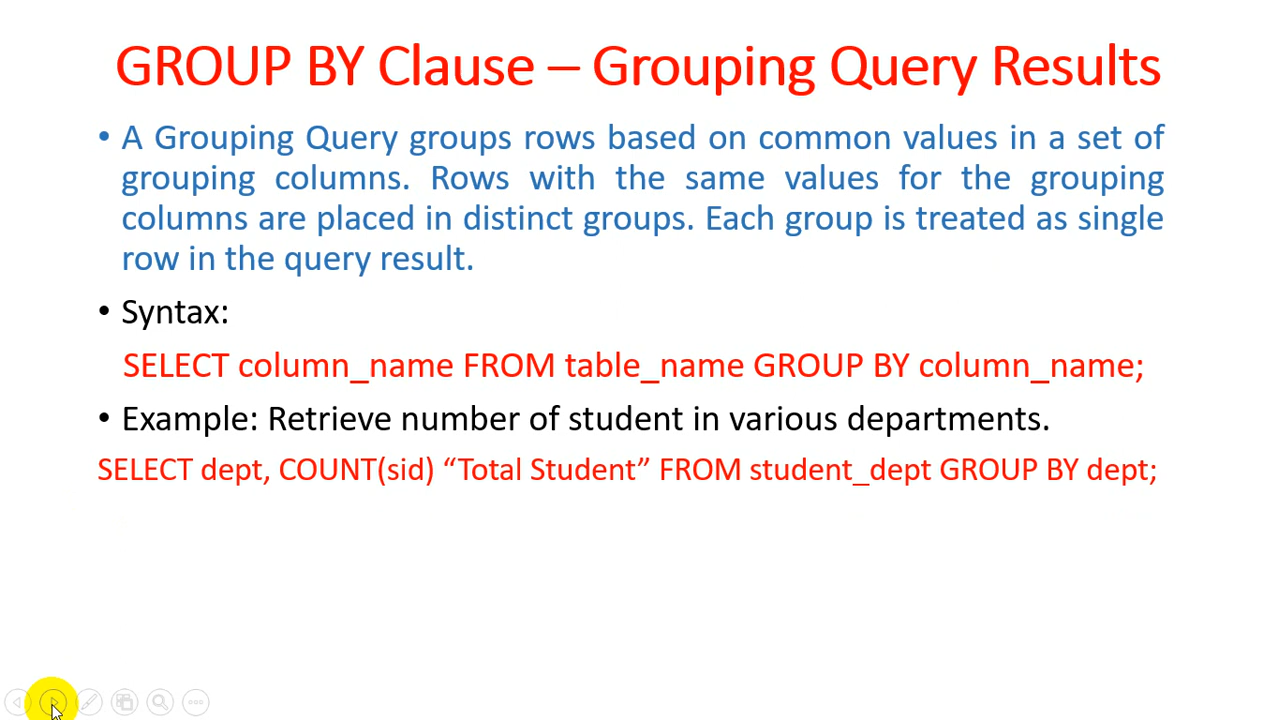 GROUP BY Clause – Grouping Query Results
• A Grouping Query groups rows based on common values in a set of
grouping columns. Rows with the same values for the grouping
columns are placed in distinct groups. Each group is treated as single
row in the query result.
• Syntax:
SELECT column_name FROM table_name GROUP BY column_name;
• Example: Retrieve number of student in various departments.
SELECT dept, COUNT(sid) “Total Student” FROM student_dept GROUP BY dept;